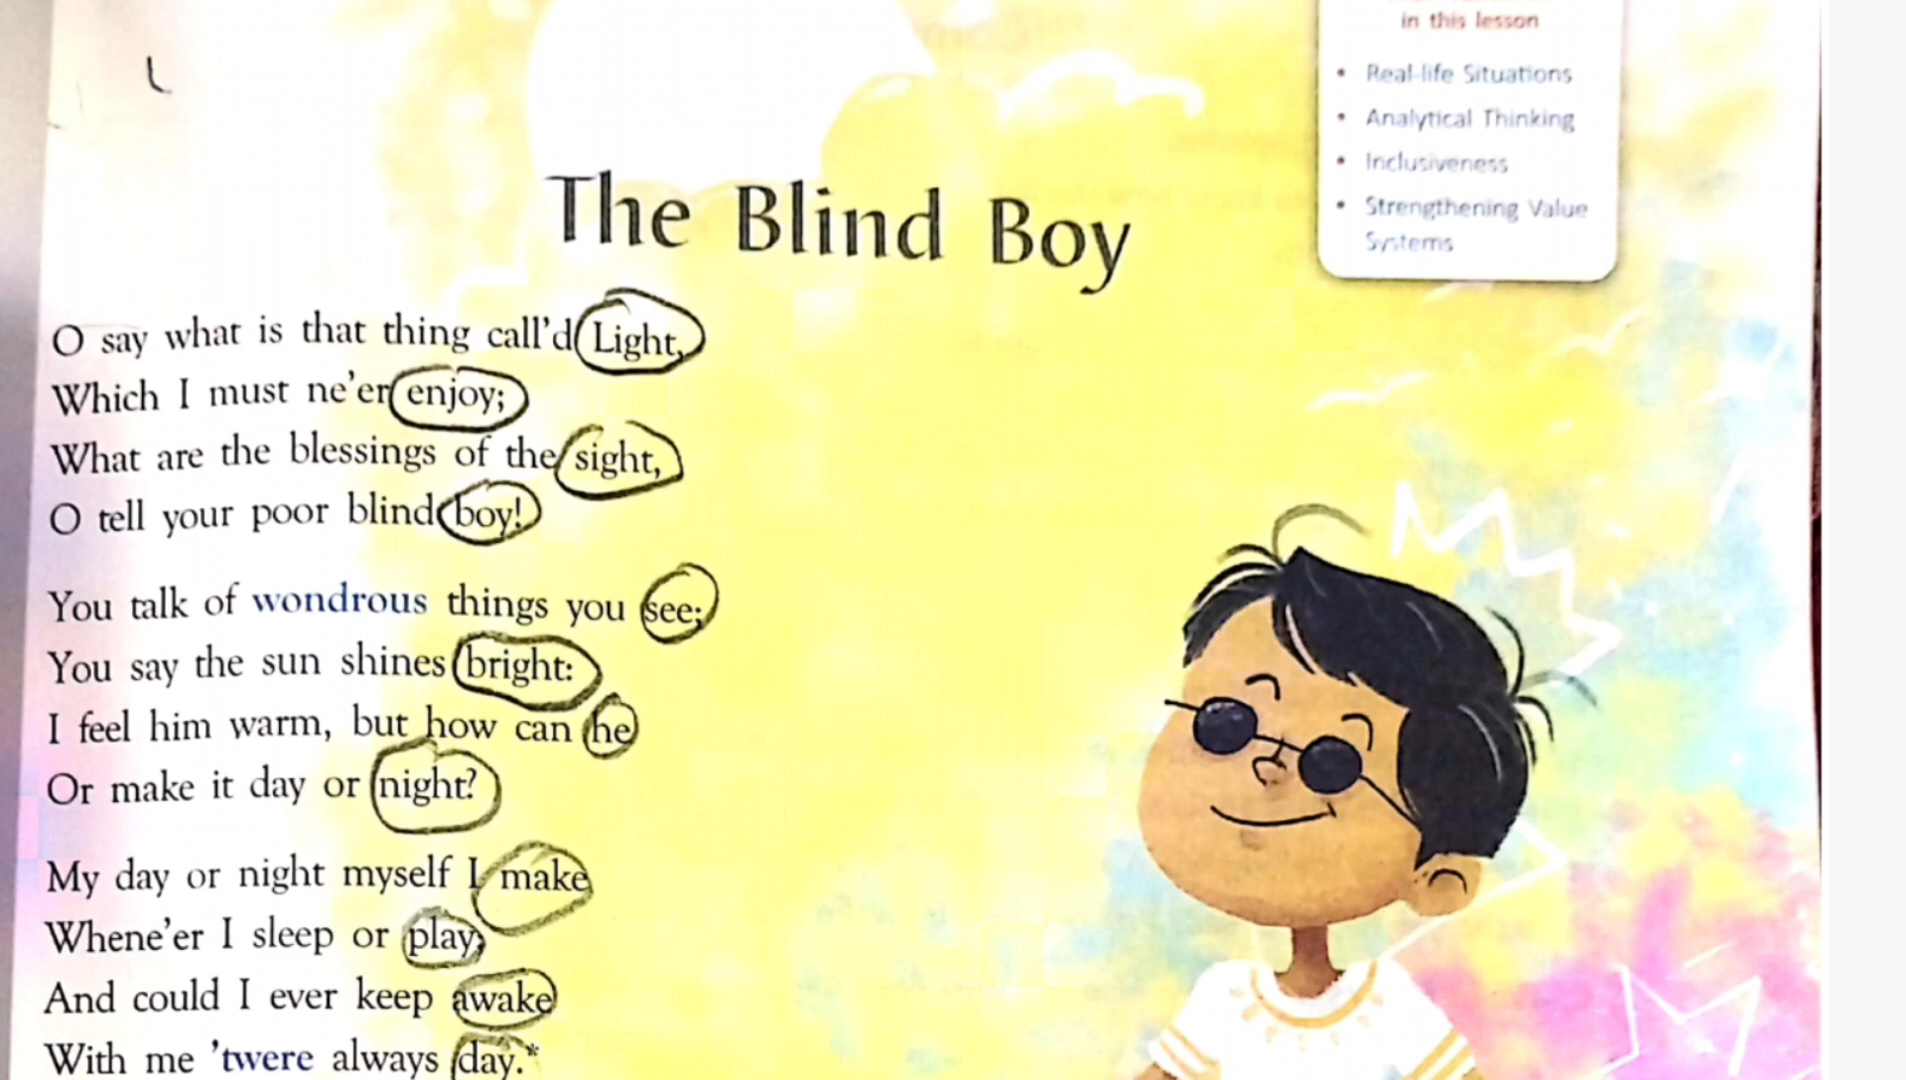 in this lesson
• Real-life Situations
• Analytical Thinking
• Inclusiveness
• Strengthening Value
Systems
The Blind Boy
O say what is that thing call'd Light,
Which I must ne'er enjoy;
What are the blessings of the sight,
O tell your poor blind boy!
You talk of wondrous things you see;
You say the sun shines bright:
I feel him warm, but how can he
Or make it day or night?
My day or night myself I make
Whene'er I sleep or play;
And could I ever keep awake
With me 'twere always day.*